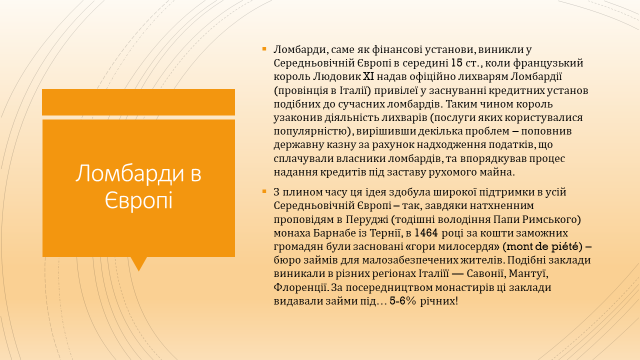 Ломбарди в
Європі
Ломбарди, саме як фінансові установи, виникли у
Середньовічній Європі в середині 15 ст., коли французький
король Людовик XI надав офіційно лихварям Ломбардії
(провінція в Італії) привілеї у заснуванні кредитних установ
подібних до сучасних ломбардів. Таким чином король
узаконив діяльність лихварів (послуги яких користувалися
популярністю), вирішивши декілька проблем – поповнив
державну казну за рахунок надходження податків, що
сплачували власники ломбардів, та впорядкував процес
надання кредитів під заставу рухомого майна.
З плином часу ця ідея здобула широкої підтримки в усій
Середньовічній Європі – так, завдяки натхненним
проповідям в Перуджі (тодішні володіння Папи Римського)
монаха Барнабе із Тернії, в 1464 році за кошти заможних
громадян були засновані «гори милосердя» (mont de piété) –
бюро займів для малозабезпечених жителів. Подібні заклади
виникали в різних регіонах Італіїї — Савонії, Мантуї,
Флоренції. За посередництвом монастирів ці заклади
видавали займи під… 5-6% річних!